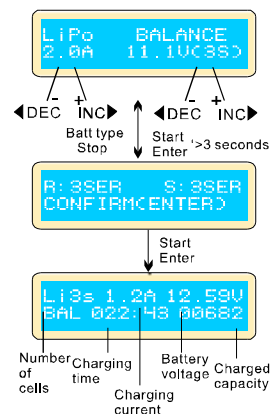 LiPo BALANCE
2.0A 11.1V(3S)
- + - +
◀DEC INC▶ ◀DEC INC▶
Batt type
Stop
Start
Enter
>3 seconds
R:3SER S:3SER
CONFIRM(ENTER)
Start
Enter
Li3s 1.2A 12.59V
BAL 022:43 00682
Number
of
cells
Charging
time
Charging
current
Battery
voltage
Charged
capacity